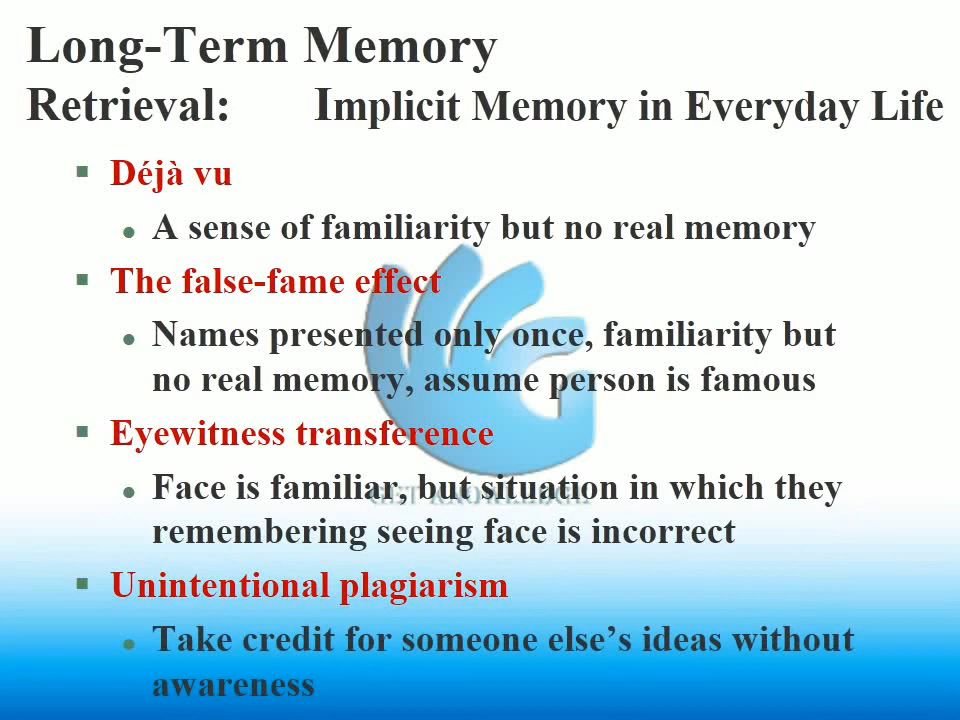 Long-Term Memory
Retrieval: Implicit Memory in Everyday Life
Déjà vu
A sense of familiarity but no real memory
The false-fame effect
Names presented only once, familiarity but
no real memory, assume person is famous
Eyewitness transference
Face is familiar, but situation in which they
remembering seeing face is incorrect
Unintentional plagiarism
Take credit for someone else’s ideas without
awareness